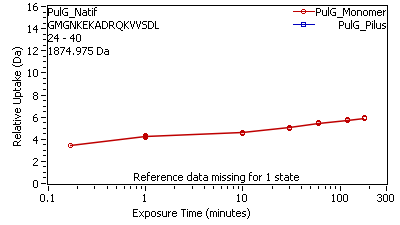 PulG_Natif
GMGNKEKADRQKVVSDL
24 - 40
1874.975 Da
PulG_Monomer
PulG_Pilus
Relative Uptake (Da)
16
14
12
10
8
6
4
2
0
Reference data missing for 1 state
0.1 1 10 100 300
Exposure Time (minutes)